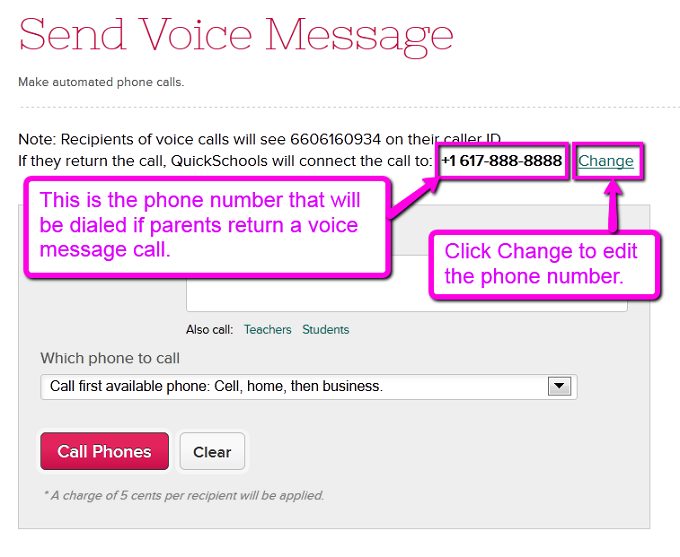 Send Voice Message
Make automated phone calls.
Note: Recipients of voice calls will see 6606160934 on their caller ID
If they return the call, QuickSchools will connect the call to: +1 617-888-8888 Change
This is the phone number that will
be dialed if parents return a voice
message call.
Click Change to edit
the phone number.
Also call: Teachers Students
Which phone to call
Call first available phone: Cell, home, then business.
Call Phones Clear
* A charge of 5 cents per recipient will be applied.